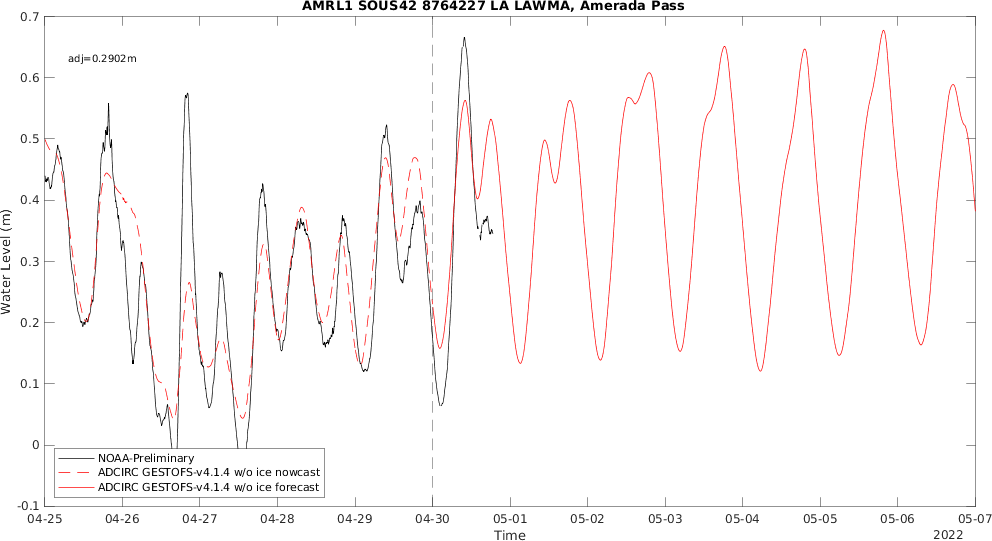 AMRL1 SOUS42 8764227 LA LAWMA, Amerada Pass
0.7
0.6
0.5
0.4
0.3
0.2
0.1
0
-0.1
Water Level (m)
adj=0.2902m
NOAA-Preliminary
ADCIRC GESTOFS-v4.1.4 w/o ice nowcast
ADCIRC GESTOFS-v4.1.4 w/o ice forecast
04-25 04-26 04-27 04-28 04-29 04-30 05-01 05-02 05-03 05-04 05-05 05-06 05-07
Time
2022